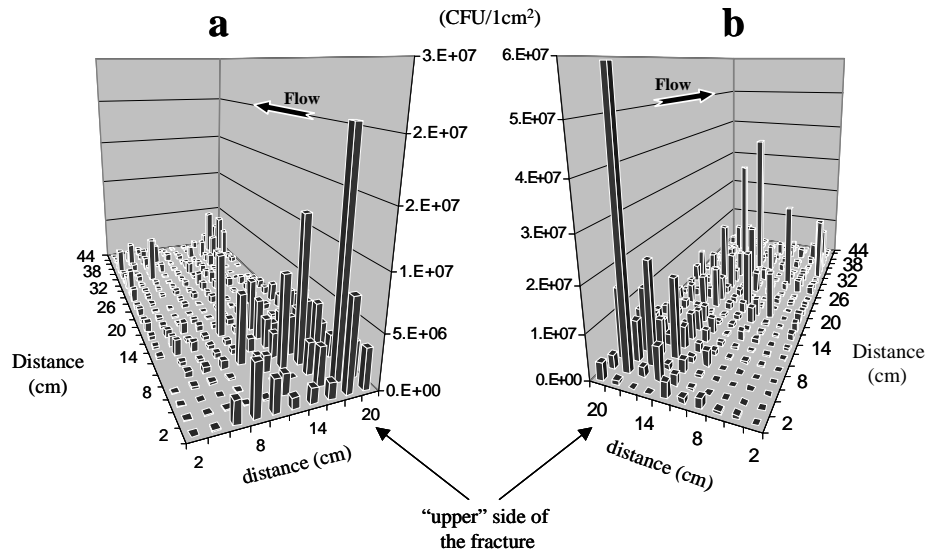 a
(CFU/1cm²)
b
Flow
3.E+07
2.E+07
2.E+07
1.E+07
5.E+06
0.E+00
44
38
32
26
20
14
8
2
Distance
(cm)
2
8
14
20
distance (cm)
Flow
6.E+07
5.E+07
4.E+07
3.E+07
2.E+07
1.E+07
0.E+00
44
38
32
26
20
14
8
2
Distance
(cm)
20
14
8
2
distance (cm)
“upper” side of
the fracture